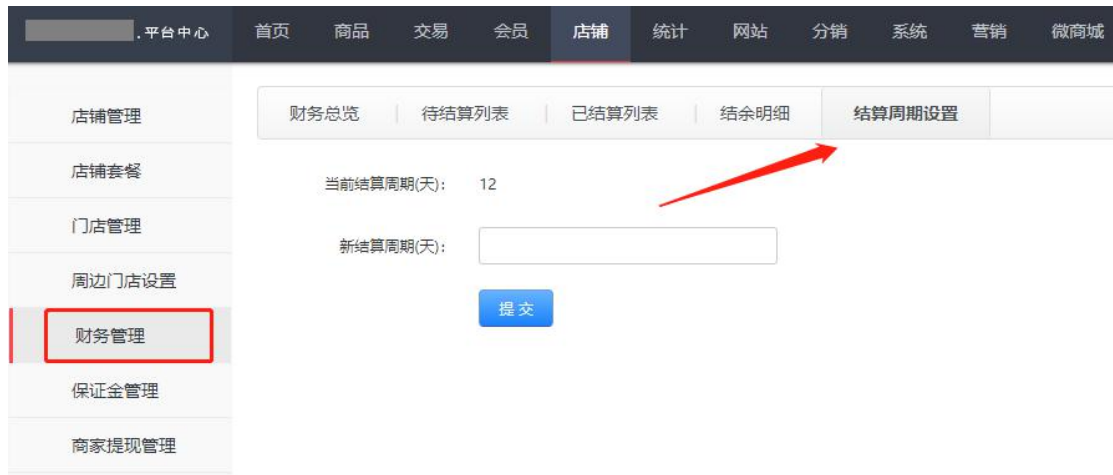 .平台中心 首页 商品 交易 会员 店铺 统计 网站 分销 系统 营销 微商城
财务总览 待结算列表 已结算列表 结余明细 结算周期设置
店铺管理
店铺套餐
门店管理
周边门店设置
财务管理
保证金管理
商家提现管理
当前结算周期(天)： 12
新结算周期(天)：
提交